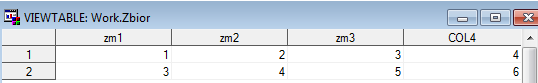 VIEWTABLE: Work.Zbior
zm1 zm2 zm3 COL4
1 1 2 3 4
2 3 4 5 6